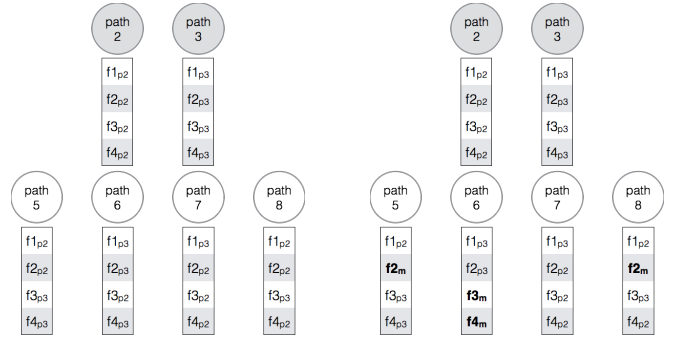 path 2 path 3 path 2 path 3
f1p2 f1p3 f1p2 f1p3
f2p2 f2p3 f2p2 f2p3
f3p2 f3p3 f3p2 f3p3
f4p2 f4p3 f4p2 f4p3
path 5 path 6 path 7 path 8 path 5 path 6 path 7 path 8
f1p2 f1p3 f1p3 f1p2 f1p2 f1p3 f1p3 f1p2
f2p2 f2p3 f2p2 f2p2 f2m f2p3 f2p2 f2m
f3p3 f3p2 f3p2 f3p3 f3p3 f3m f3p2 f3p3
f4p3 f4p3 f4p2 f4p2 f4p3 f4m f4p2 f4p2